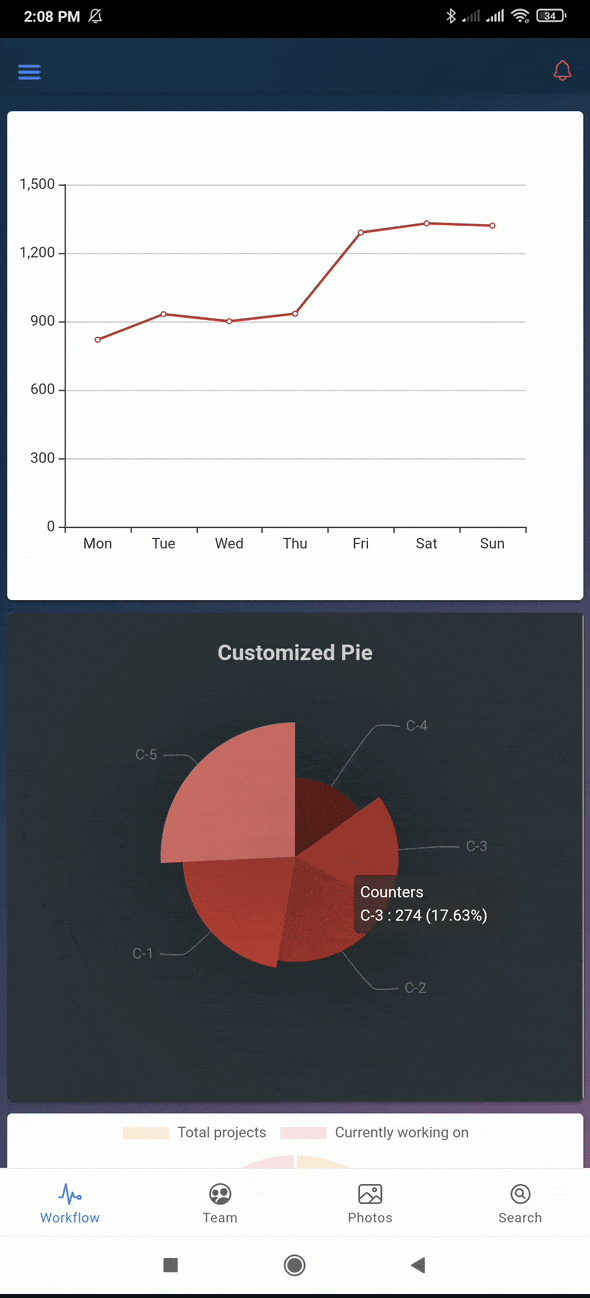 2:08 PM 34
1,500
1,200
900
600
300
0
Mon Tue Wed Thu Fri Sat Sun
Customized Pie
C-4
C-5
C-3
Counters
C-3 : 274 (17.63%)
C-1
C-2
Total projects Currently working on
Workflow Team Photos Search